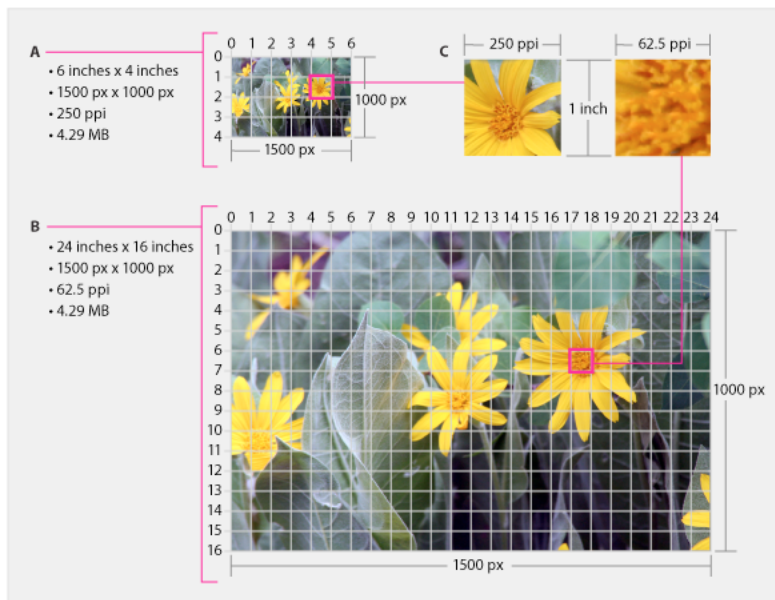 A
• 6 inches x 4 inches
• 1500 px x 1000 px
• 250 ppi
• 4.29 MB
0 1 2 3 4 5 6
0
1
2
3
4
1000 px
1500 px
C
250 ppi
62.5 ppi
1 inch
B
• 24 inches x 16 inches
• 1500 px x 1000 px
• 62.5 ppi
• 4.29 MB
0 1 2 3 4 5 6 7 8 9 10 11 12 13 14 15 16 17 18 19 20 21 22 23 24
0
1
2
3
4
5
6
7
8
9
10
11
12
13
14
15
16
1000 px
1500 px